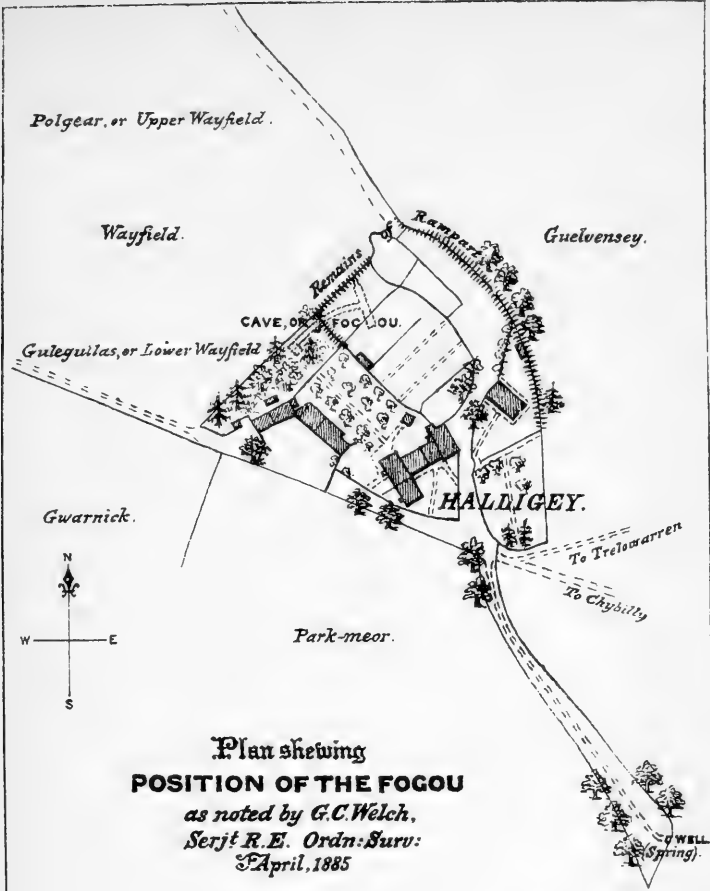 Polgear, or Upper Wayfield.
Remains of Rampart
Wayfield.
Guelvensey.
CAVE, OR FOGOU.
Gulegullas, or Lower Wayfield
HALLIGEY.
Gwarnick.
To Trelowarren
To Chybilly
N
W E
S
Park-meor.
Plan shewing
POSITION OF THE FOGOU
as noted by G.C. Welch,
Serjt R.E. Ordn: Surv:
April, 1885
WELL
(Spring).